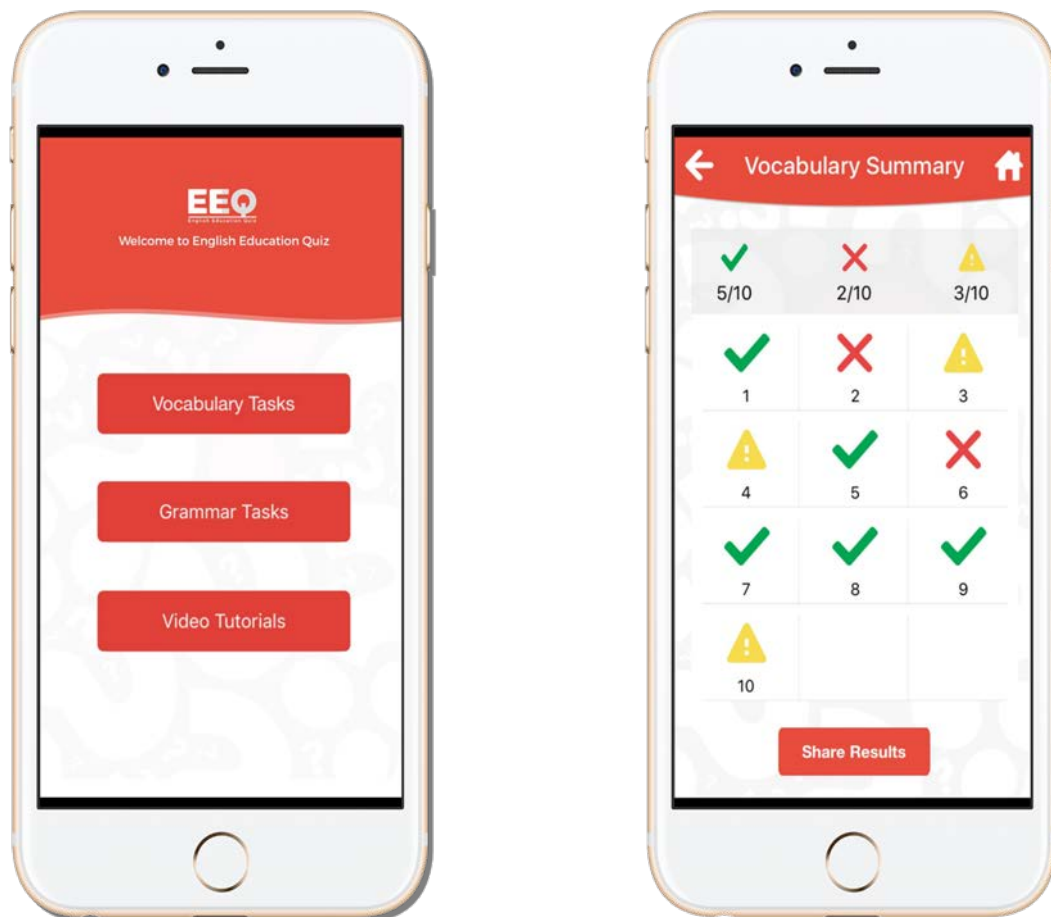 EEQ
English Education Quiz
Welcome to English Education Quiz
Vocabulary Tasks
Grammar Tasks
Video Tutorials
Vocabulary Summary
5/10 2/10 3/10
1 2 3
4 5 6
7 8 9
10
Share Results